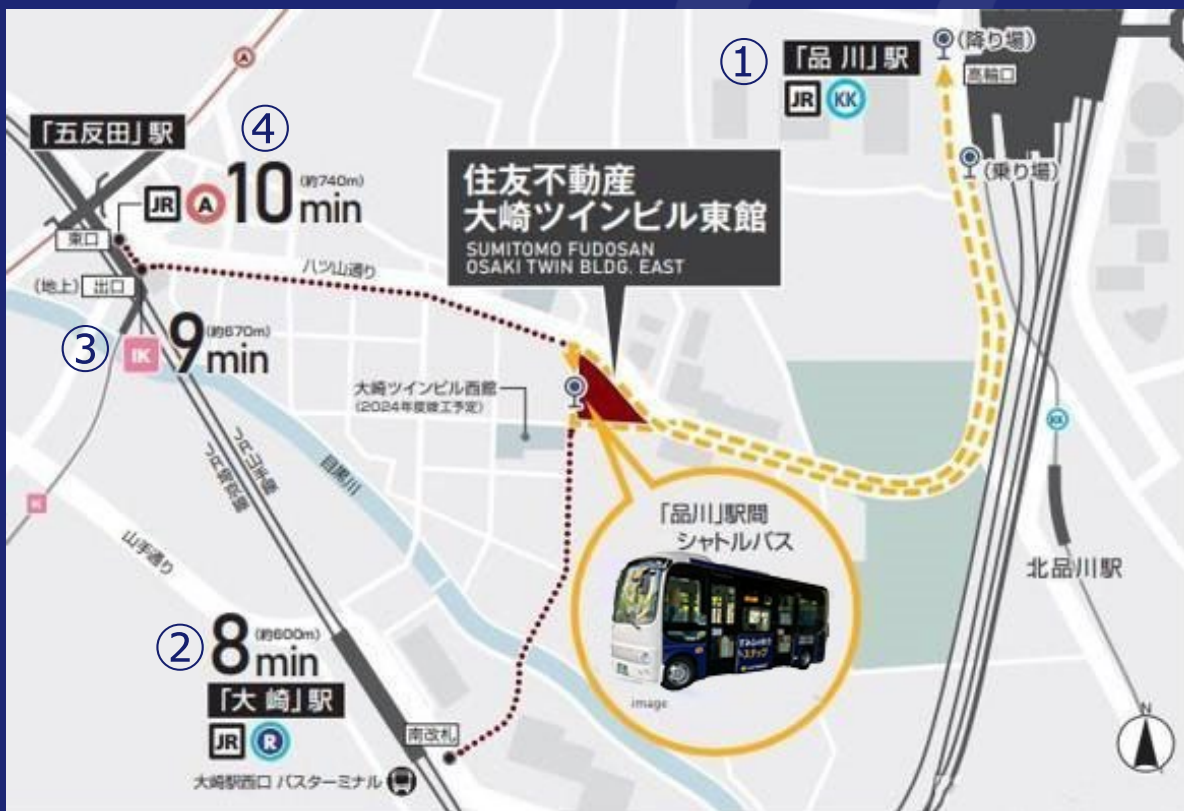 ①
「品川」駅
JR KK
(降り場)
高輪口
(乗り場)
④
「五反田」駅
JR A
10 min
(約740m)
東口
(地上) 出口
八ツ山通り
住友不動産
大崎ツインビル東館
SUMITOMO FUDOSAN
OSAKI TWIN BLDG. EAST
③
IK
9 min
(約670m)
大崎ツインビル西館
(2024年度竣工予定)
目黒川
山手通り
IK
A
KK
「品川」駅間
シャトルバス
image
北品川駅
②
8 min
(約600m)
「大崎」駅
JR R
南改札
大崎駅西口 バスターミナル
N